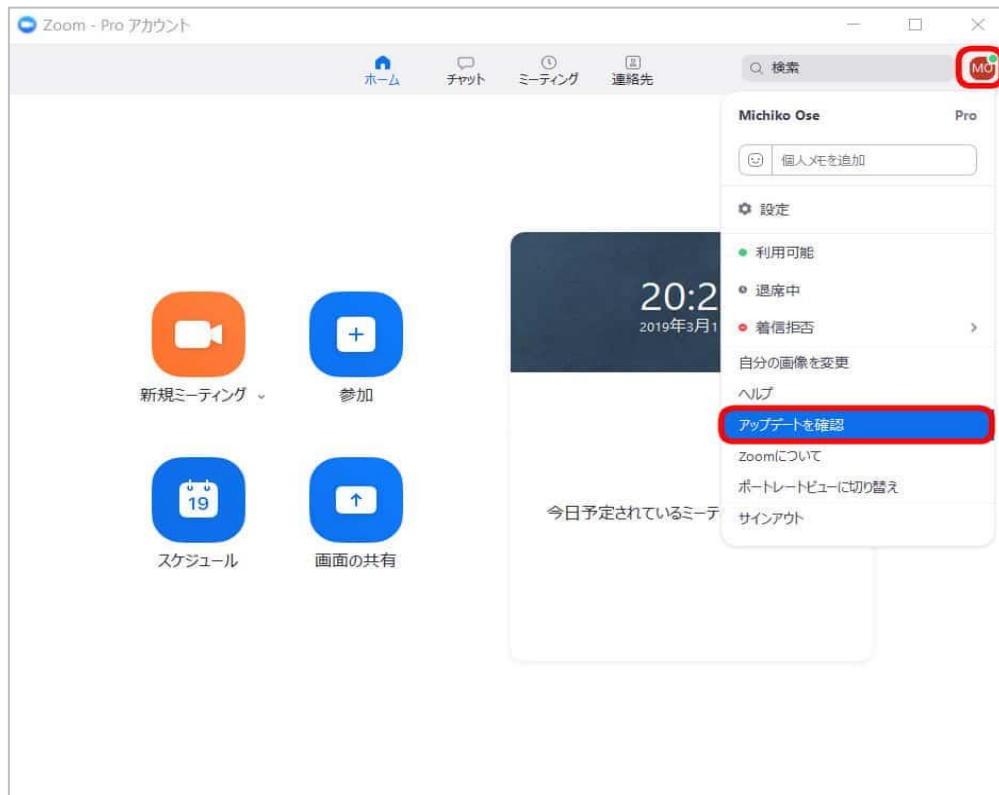 Zoom - Pro アカウント
ホーム チャット ミーティング 連絡先
検索
MO
Michiko Ose Pro
個人メモを追加
設定
利用可能
退席中
着信拒否
自分の画像を変更
ヘルプ
アップデートを確認
Zoomについて
ポートレートビューに切り替え
サインアウト
20:2
2019年3月1
新規ミーティング 参加
19
スケジュール 画面の共有
今日予定されているミーテ